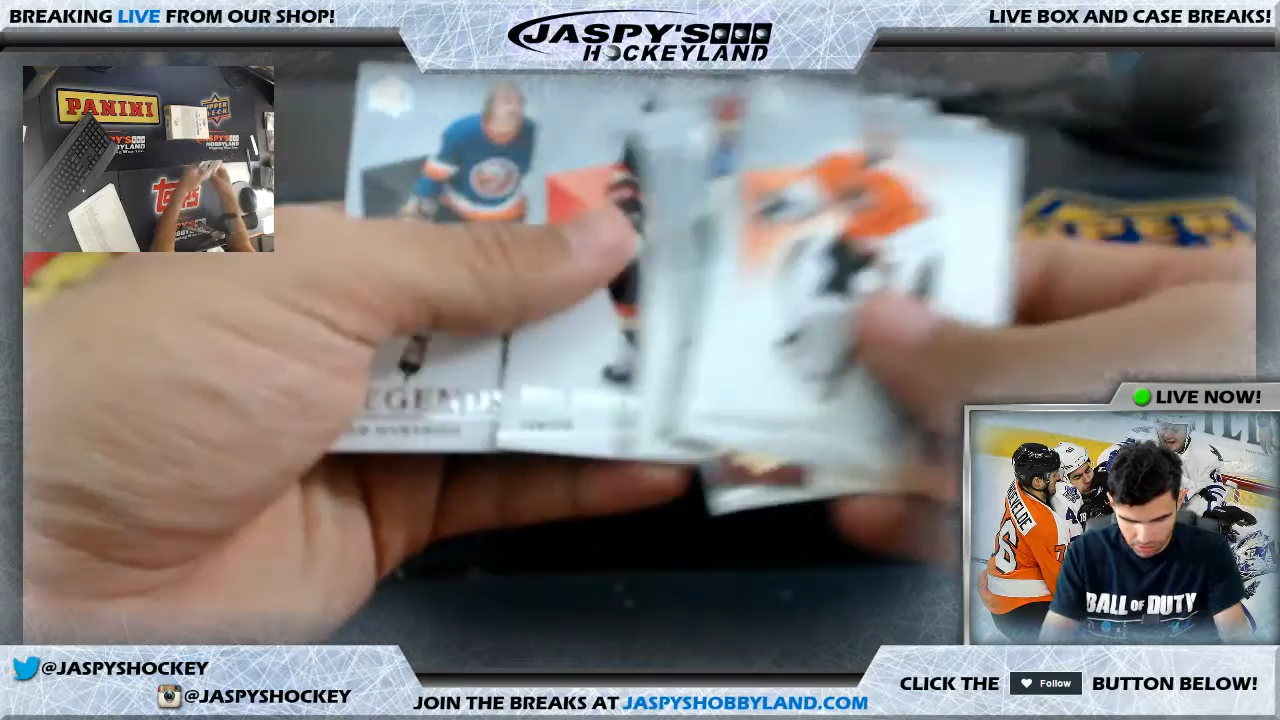 BREAKING LIVE FROM OUR SHOP!
JASPY'S
HOCKEYLAND
LIVE BOX AND CASE BREAKS!
PANINI
UPPER
DECK
LEGENDS
LIVE NOW!
BALL OF DUTY
@JASPYSHOCKEY
@JASPYSHOCKEY
JOIN THE BREAKS AT JASPYSHOBBYLAND.COM
CLICK THE
Follow
BUTTON BELOW!